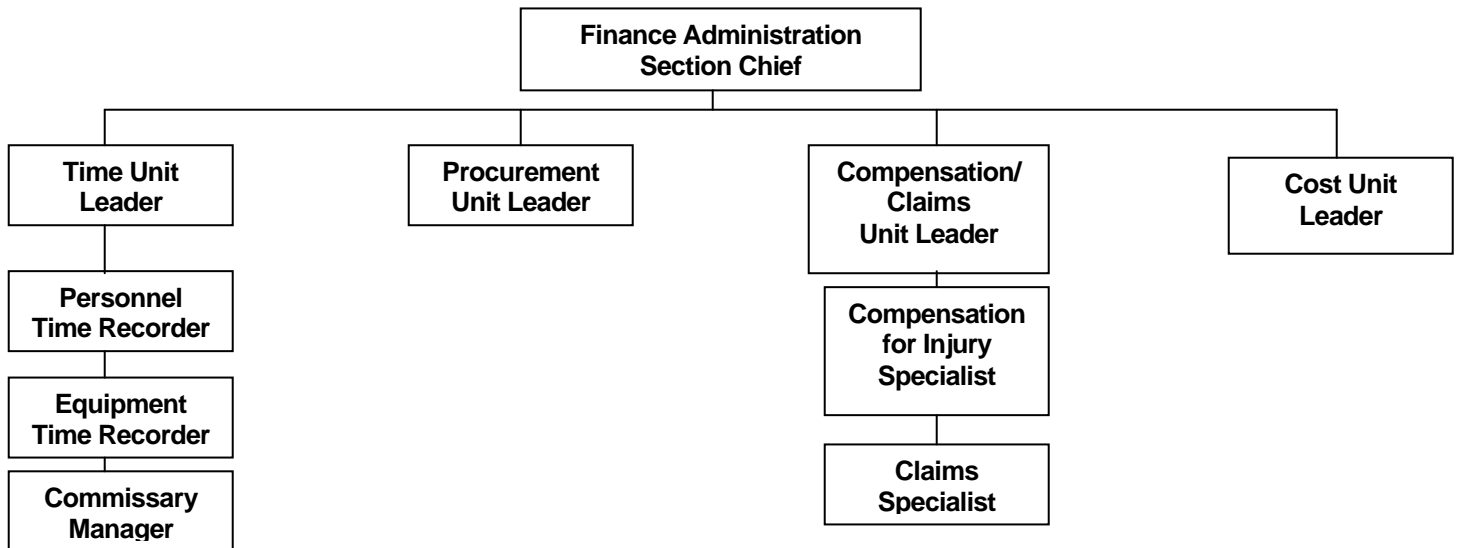 Finance Administration
Section Chief
Time Unit
Leader
Procurement
Unit Leader
Compensation/
Claims
Unit Leader
Cost Unit
Leader
Personnel
Time Recorder
Compensation
for Injury
Specialist
Equipment
Time Recorder
Claims
Specialist
Commissary
Manager